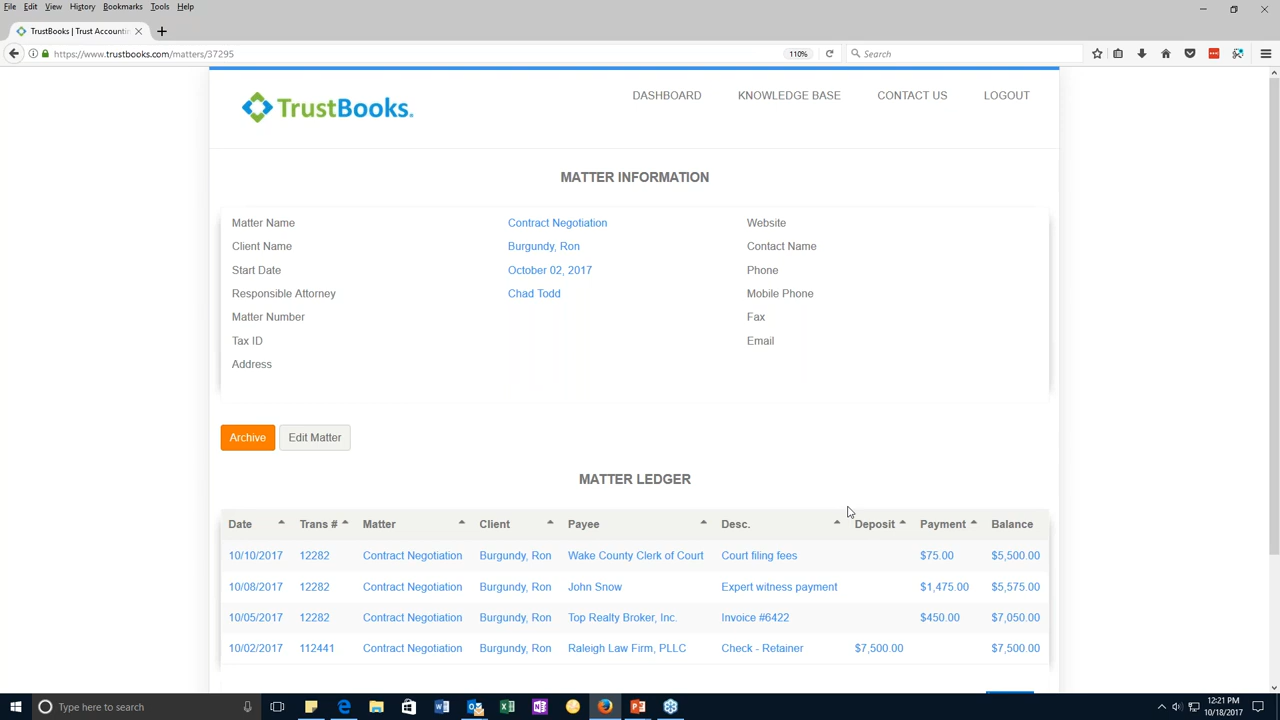 File Edit View History Bookmarks Tools Help
TrustBooks | Trust Accountin
https://www.trustbooks.com/matters/37295 110% Search
TrustBooks. DASHBOARD KNOWLEDGE BASE CONTACT US LOGOUT
MATTER INFORMATION
Matter Name Contract Negotiation Website
Client Name Burgundy, Ron Contact Name
Start Date October 02, 2017 Phone
Responsible Attorney Chad Todd Mobile Phone
Matter Number Fax
Tax ID Email
Address
Archive Edit Matter
MATTER LEDGER
Date Trans # Matter Client Payee Desc. Deposit Payment Balance
10/10/2017 12282 Contract Negotiation Burgundy, Ron Wake County Clerk of Court Court filing fees $75.00 $5,500.00
10/08/2017 12282 Contract Negotiation Burgundy, Ron John Snow Expert witness payment $1,475.00 $5,575.00
10/05/2017 12282 Contract Negotiation Burgundy, Ron Top Realty Broker, Inc. Invoice #6422 $450.00 $7,050.00
10/02/2017 112441 Contract Negotiation Burgundy, Ron Raleigh Law Firm, PLLC Check - Retainer $7,500.00 $7,500.00
Type here to search 12:21 PM
10/18/2017